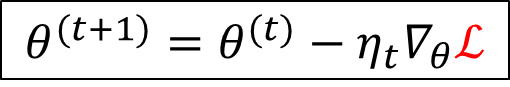 θ^(t+1) = θ^(t) − η_t ∇_θ ℒ